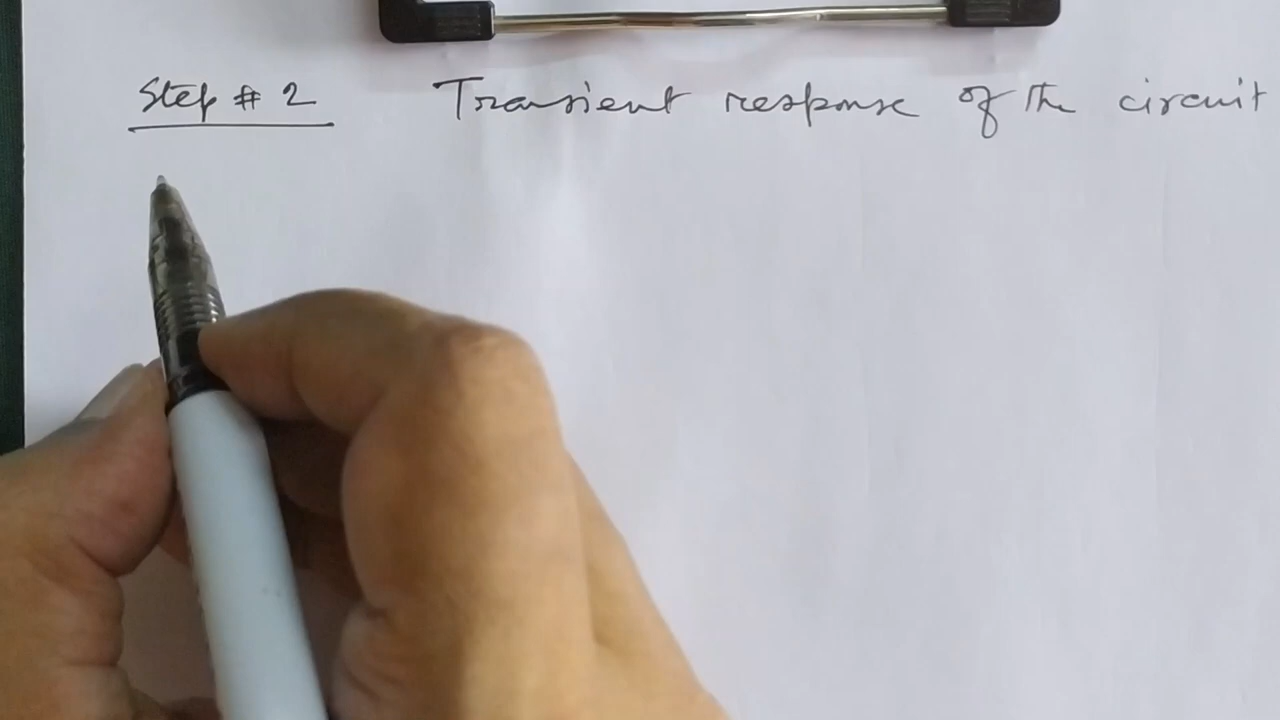 Step # 2 Transient response of the circuit